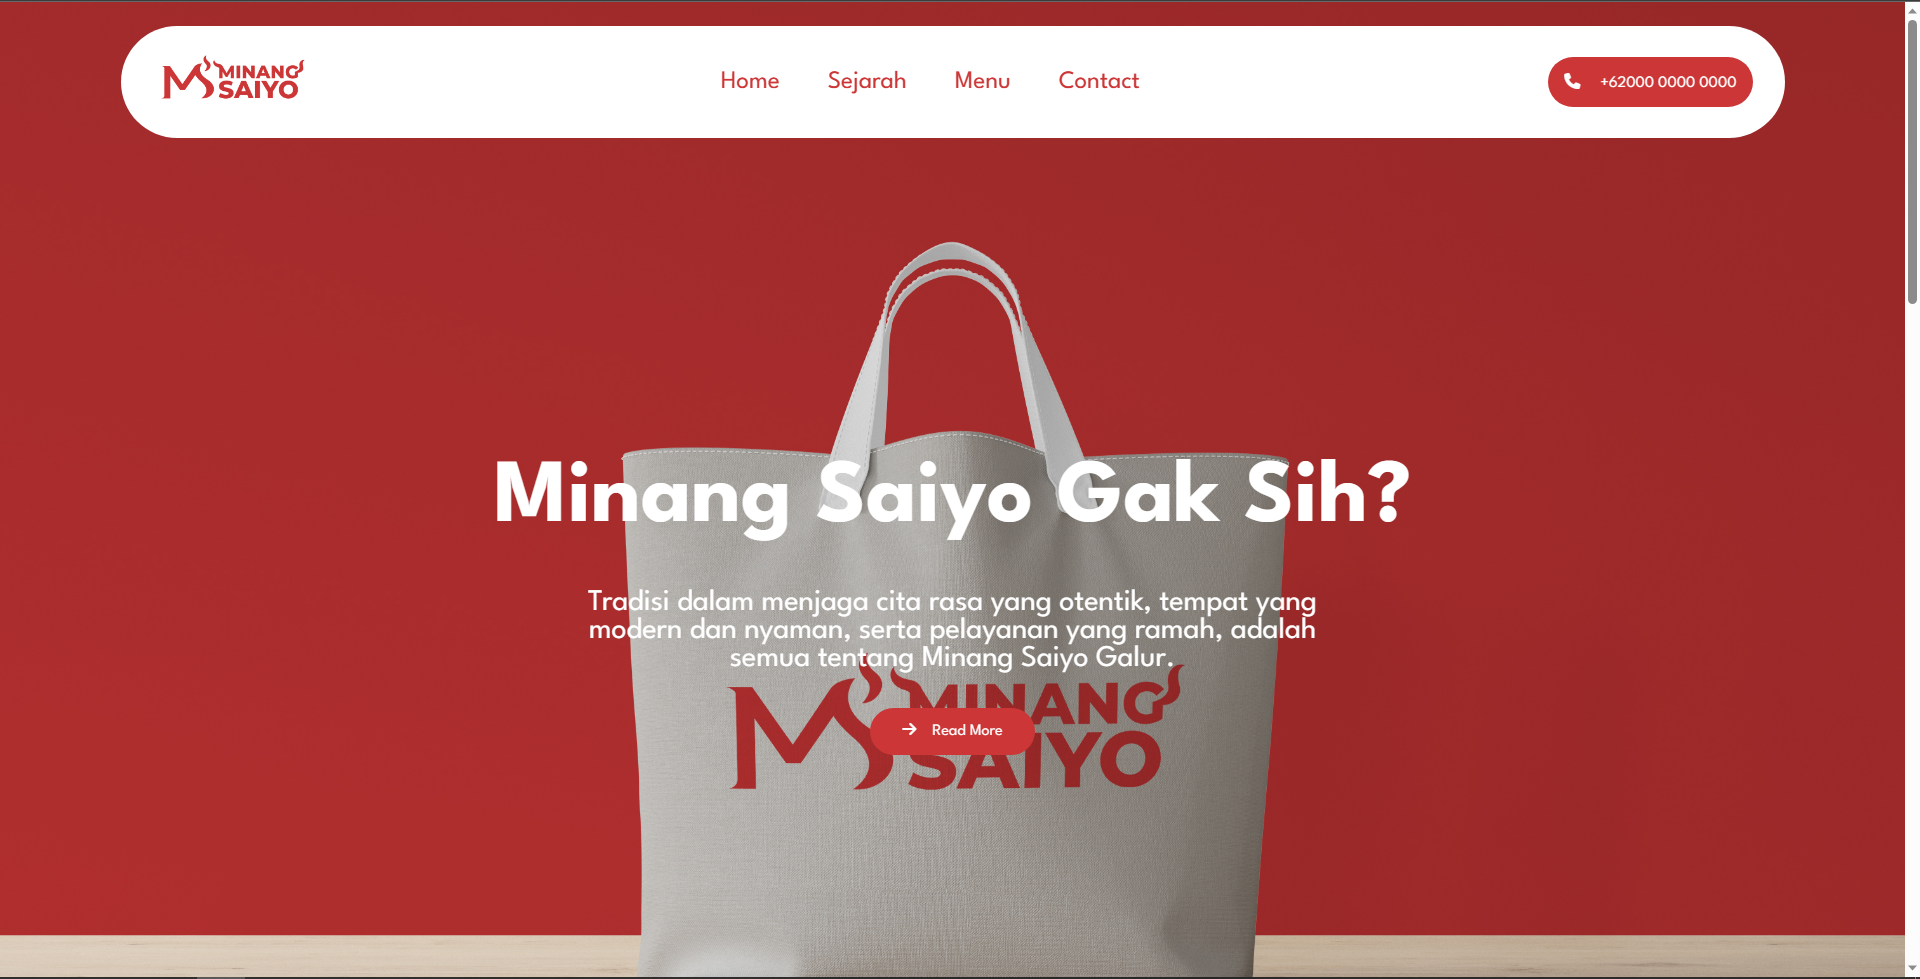 MINANG
SAIYO
Home
Sejarah
Menu
Contact
+62000 0000 0000
Minang Saiyo Gak Sih?
Tradisi dalam menjaga cita rasa yang otentik, tempat yang
modern dan nyaman, serta pelayanan yang ramah, adalah
semua tentang Minang Saiyo Galur.
MINANG
SAIYO
Read More